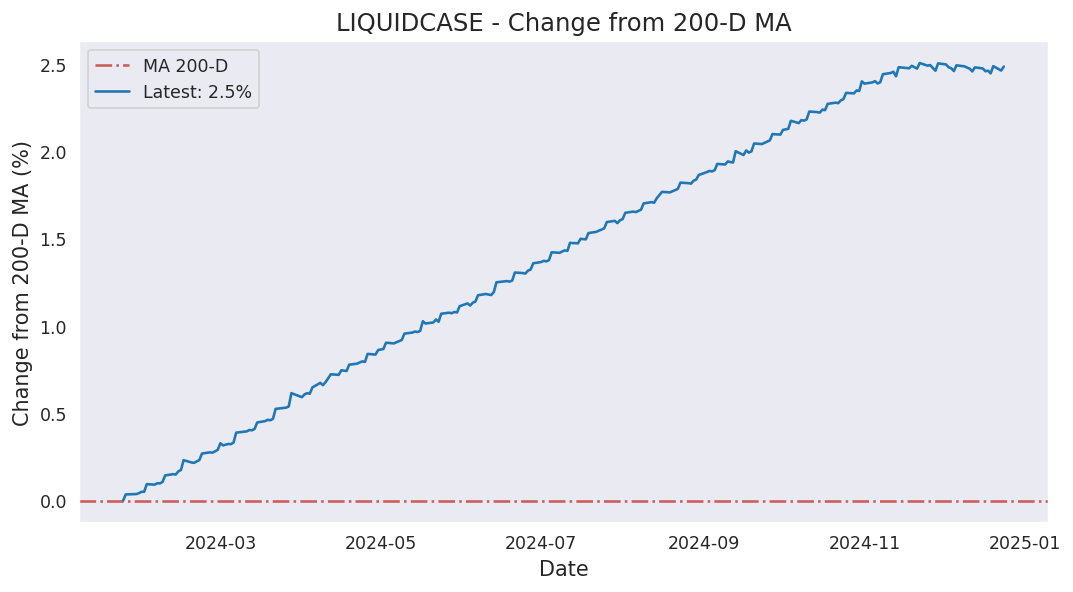 LIQUIDCASE - Change from 200-D MA
MA 200-D
Latest: 2.5%
Change from 200-D MA (%)
2.5
2.0
1.5
1.0
0.5
0.0
2024-03
2024-05
2024-07
2024-09
2024-11
2025-01
Date